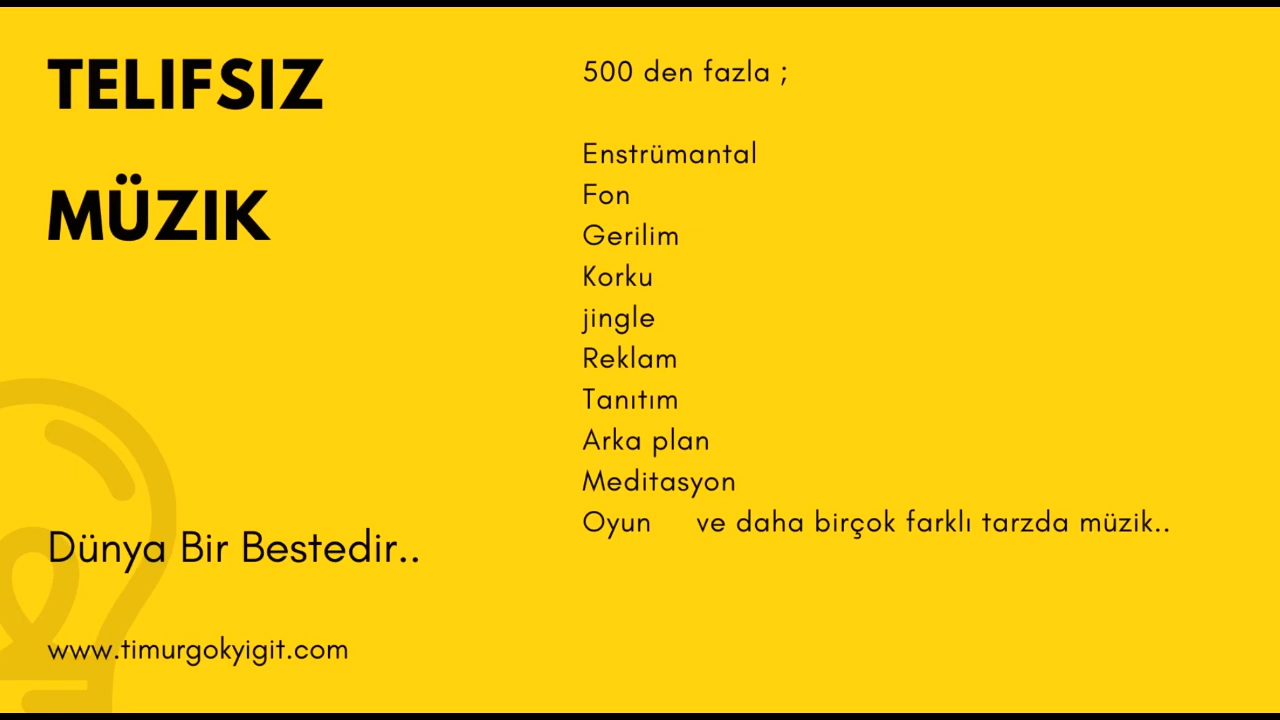 TELIFSIZ
MÜZIK
Dünya Bir Bestedir..
www.timurgokyigit.com
500 den fazla ;
Enstrümantal
Fon
Gerilim
Korku
jingle
Reklam
Tanıtım
Arka plan
Meditasyon
Oyun ve daha birçok farklı tarzda müzik..